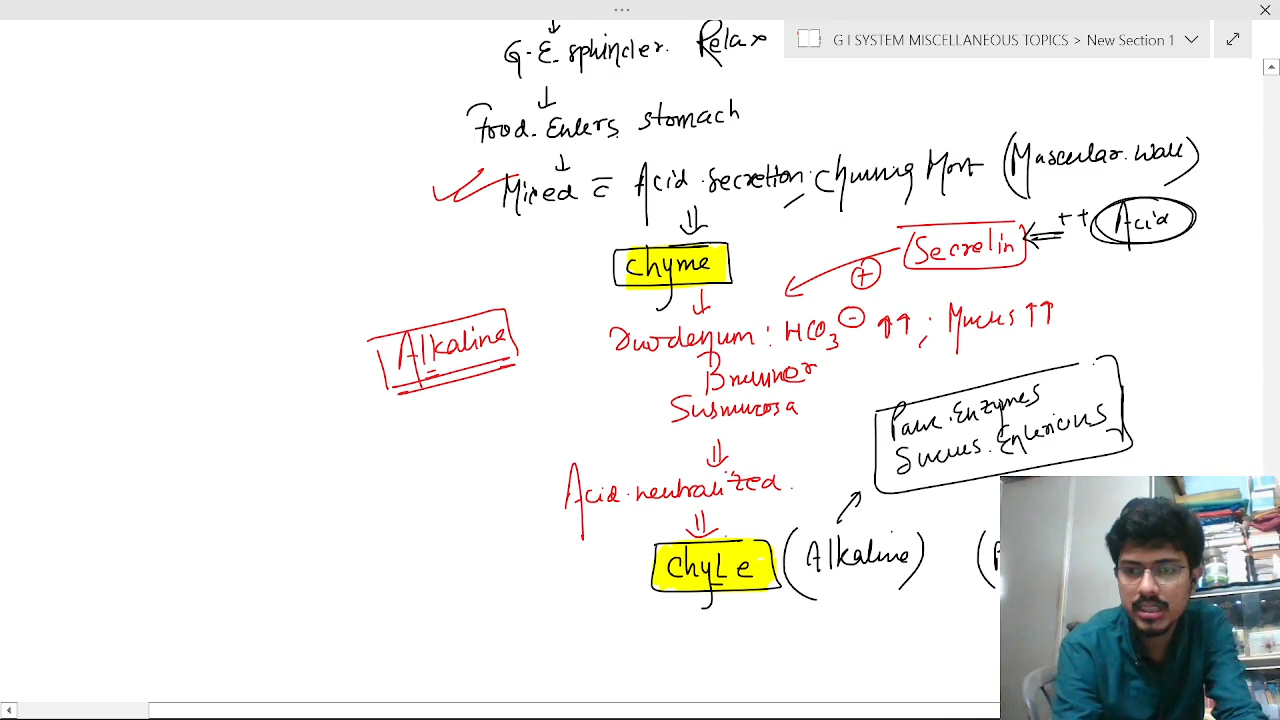 G I SYSTEM MISCELLANEOUS TOPICS > New Section 1
G-E sphincter. Relax
Food Enters stomach
Mixed c Acid secretion, Churning Mov (Muscular wall)
Acid
++
Secretin
+
Chyme
Duodenum : HCO3 - ↑↑ ; Mucus ↑↑
Alkaline
Brunner
Submucosa
Panc. Enzymes
Succus. Entericus
Acid neutralized.
ChyLe (Alkaline) (